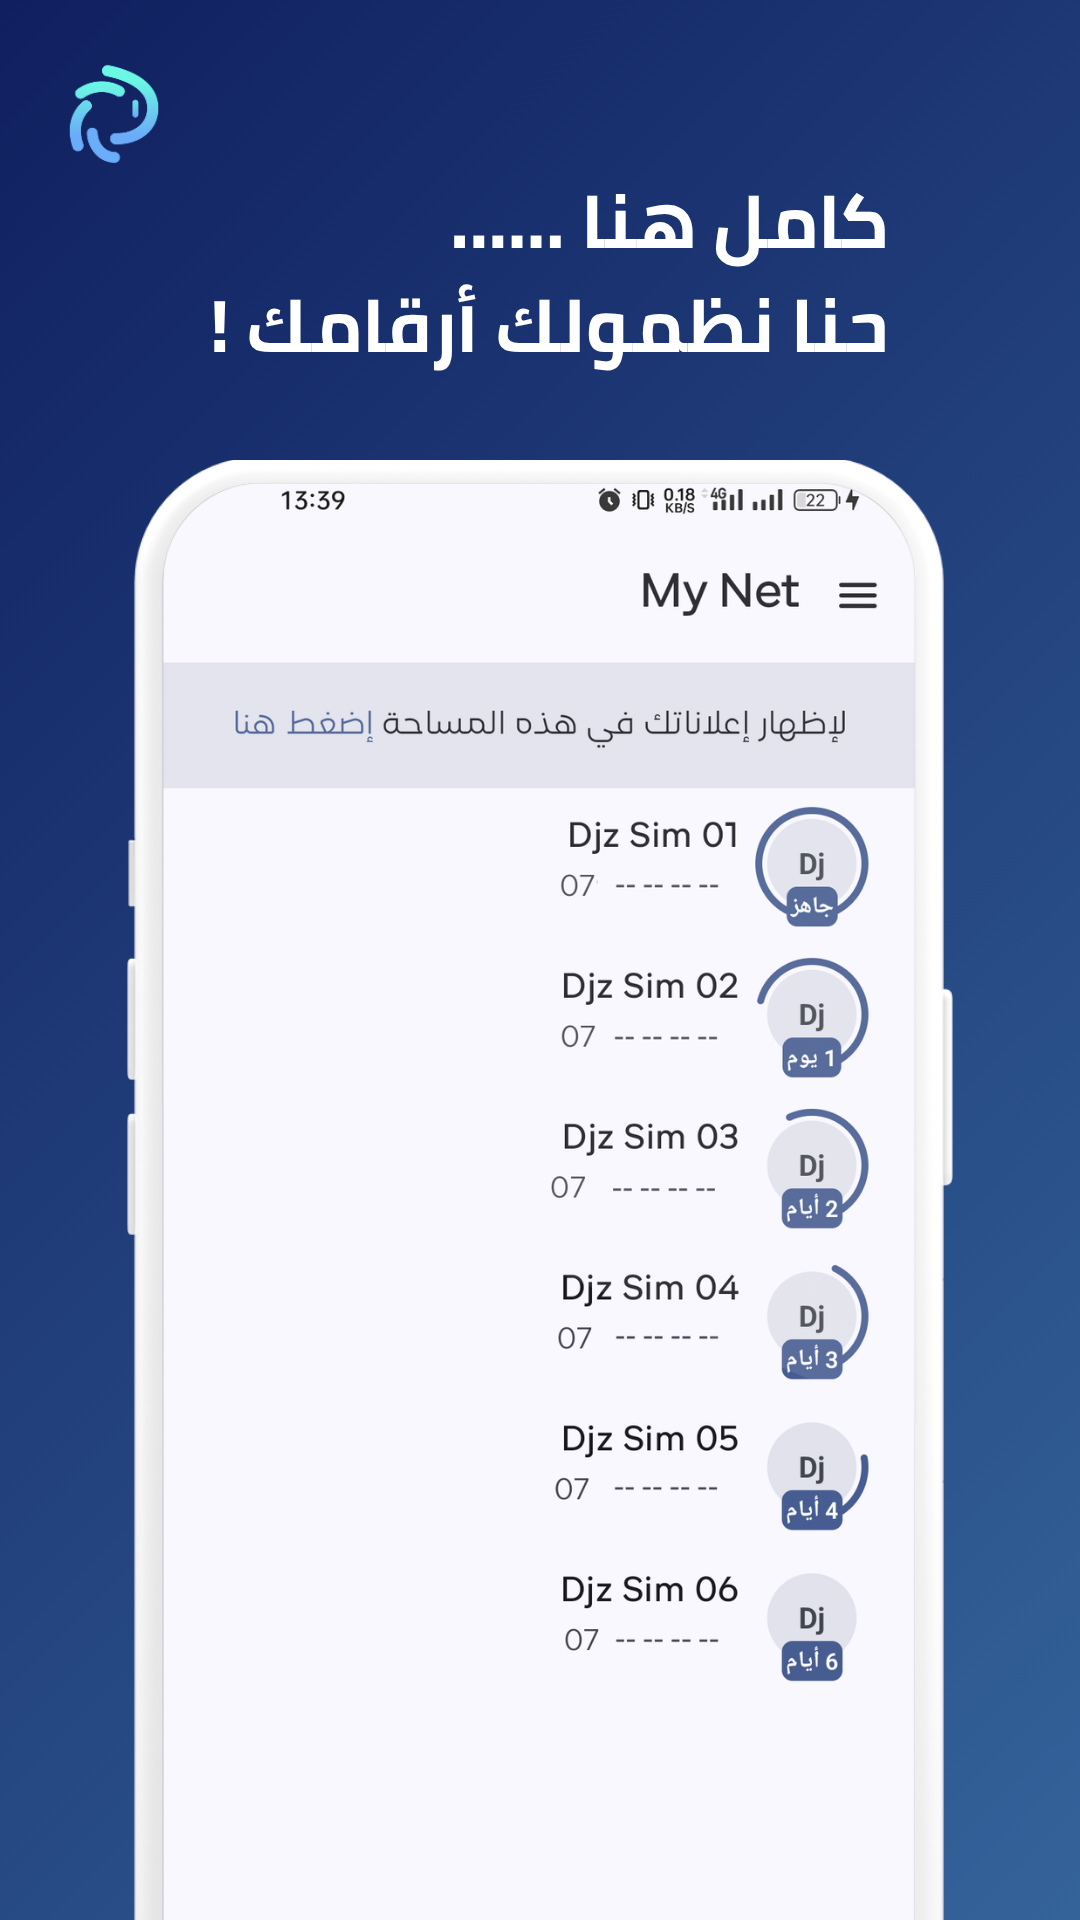 كامل هنا ......
حنا نظمولك أرقامك !
13:39
0.18 KB/S
4G
22
My Net
لإظهار إعلاناتك في هذه المساحة إضغط هنا
Djz Sim 01
07 -- -- -- --
Dj
جاهز
Djz Sim 02
07 -- -- -- --
Dj
1 يوم
Djz Sim 03
07 -- -- -- --
Dj
2 أيام
Djz Sim 04
07 -- -- -- --
Dj
3 أيام
Djz Sim 05
07 -- -- -- --
Dj
4 أيام
Djz Sim 06
07 -- -- -- --
Dj
6 أيام